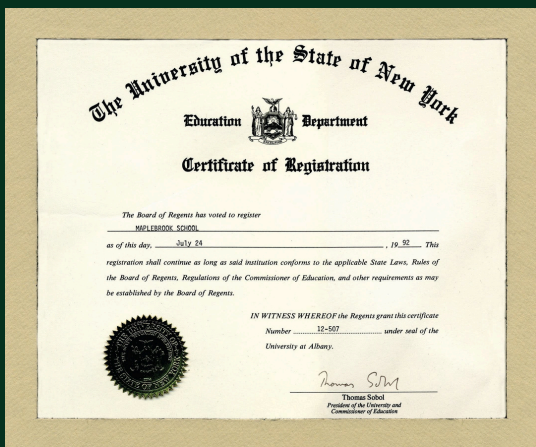 The University of the State of New York
Education Department
Certificate of Registration
The Board of Regents has voted to register
MAPLEBROOK SCHOOL
as of this day, July 24, 1992 This
registration shall continue as long as said institution conforms to the applicable State Laws, Rules of
the Board of Regents, Regulations of the Commissioner of Education, and other requirements as may
be established by the Board of Regents.
IN WITNESS WHEREOF the Regents grant this certificate
Number 12-507 under seal of the
University at Albany.
Thomas Sobol
Thomas Sobol
President of the University and
Commissioner of Education